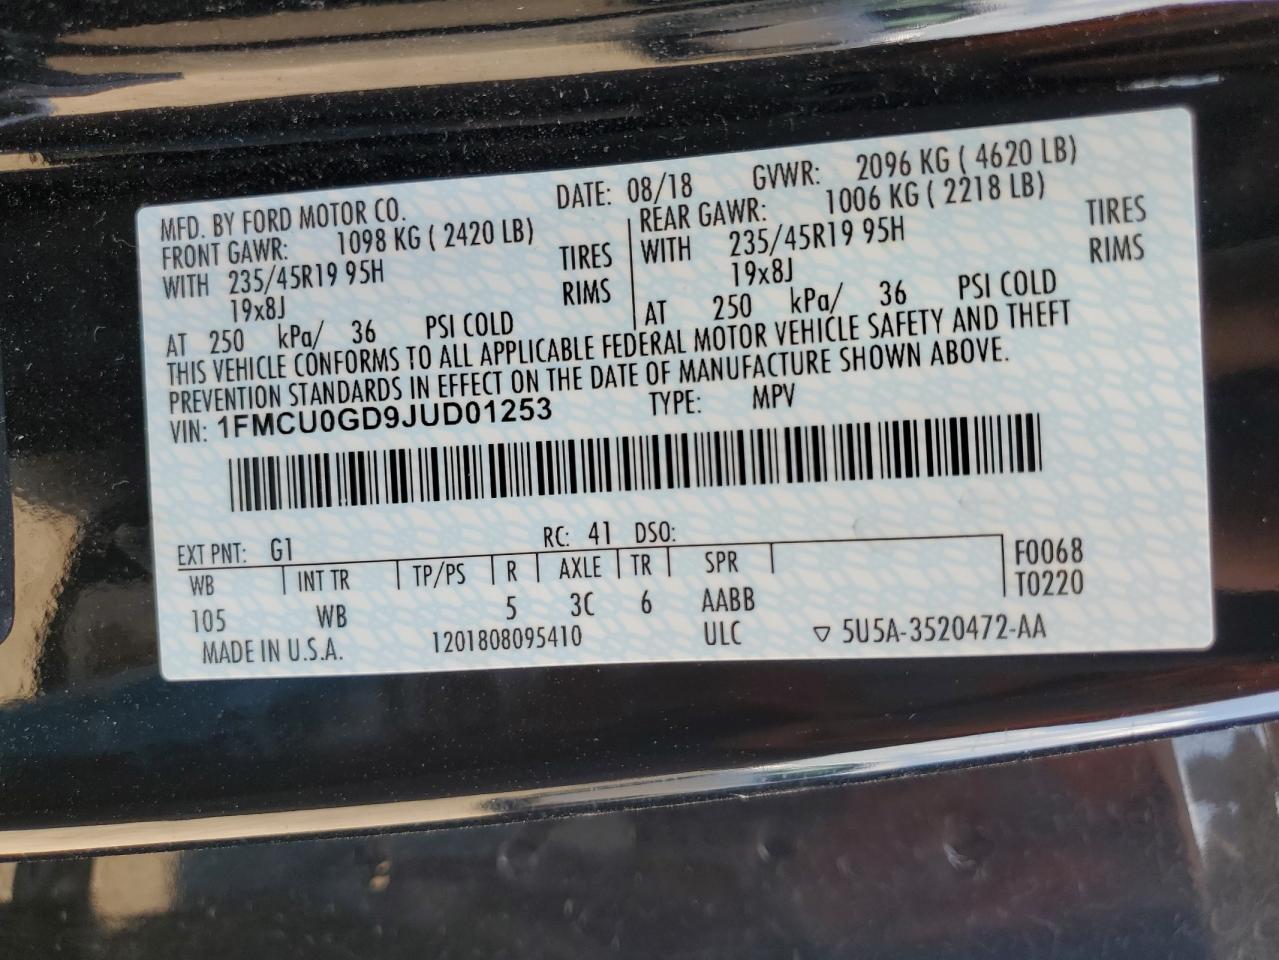 MFD. BY FORD MOTOR CO. DATE: 08/18 GVWR: 2096 KG ( 4620 LB)
FRONT GAWR: 1098 KG ( 2420 LB) REAR GAWR: 1006 KG ( 2218 LB)
WITH 235/45R19 95H TIRES WITH 235/45R19 95H TIRES
19x8J RIMS 19x8J RIMS
AT 250 kPa/ 36 PSI COLD AT 250 kPa/ 36 PSI COLD
THIS VEHICLE CONFORMS TO ALL APPLICABLE FEDERAL MOTOR VEHICLE SAFETY AND THEFT
PREVENTION STANDARDS IN EFFECT ON THE DATE OF MANUFACTURE SHOWN ABOVE.
VIN: 1FMCU0GD9JUD01253 TYPE: MPV
EXT PNT: G1 RC: 41 DSO:
WB INT TR TP/PS R AXLE TR SPR F0068
105 WB 5 3C 6 AABB T0220
MADE IN U.S.A. 1201808095410 ULC ▽ 5U5A-3520472-AA